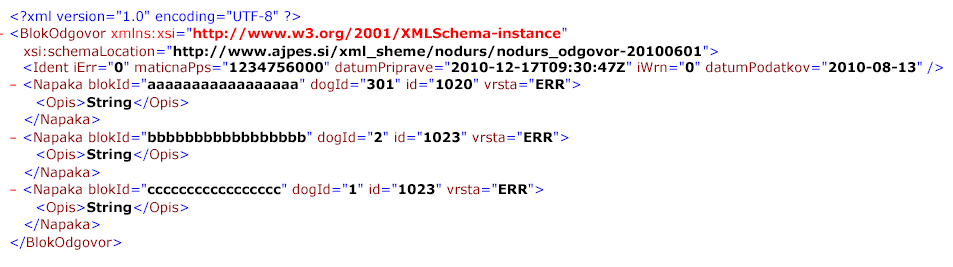 <?xml version="1.0" encoding="UTF-8" ?>
- <BlokOdgovor xmlns:xsi="http://www.w3.org/2001/XMLSchema-instance"
xsi:schemaLocation="http://www.ajpes.si/xml_sheme/nodurs/nodurs_odgovor-20100601">
<Ident iErr="0" maticnaPps="1234756000" datumPriprave="2010-12-17T09:30:47Z" iWrn="0" datumPodatkov="2010-08-13" />
- <Napaka blokId="aaaaaaaaaaaaaaaaa" dogId="301" id="1020" vrsta="ERR">
<Opis>String</Opis>
</Napaka>
- <Napaka blokId="bbbbbbbbbbbbbbbbb" dogId="2" id="1023" vrsta="ERR">
<Opis>String</Opis>
</Napaka>
- <Napaka blokId="ccccccccccccccccc" dogId="1" id="1023" vrsta="ERR">
<Opis>String</Opis>
</Napaka>
</BlokOdgovor>